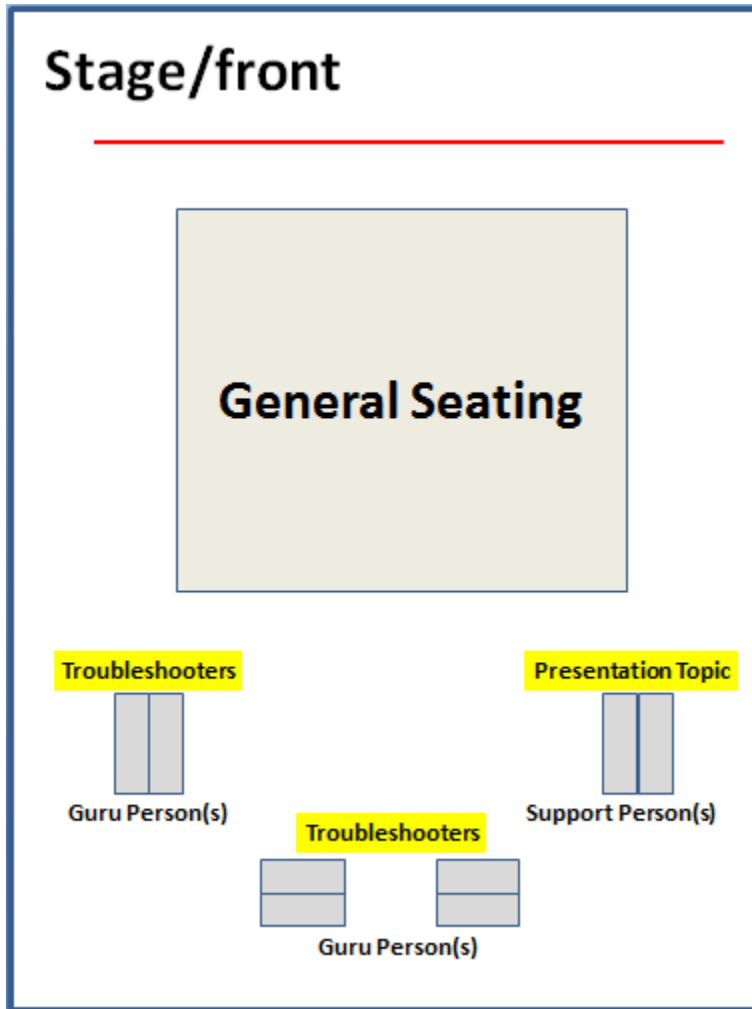 Stage/front
General Seating
Troubleshooters
Presentation Topic
Guru Person(s)
Support Person(s)
Troubleshooters
Guru Person(s)